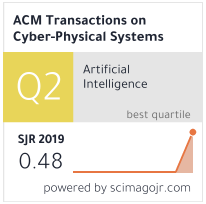 ACM Transactions on
Cyber-Physical Systems
Q2
Artificial
Intelligence
best quartile
SJR 2019
0.48
powered by scimagojr.com